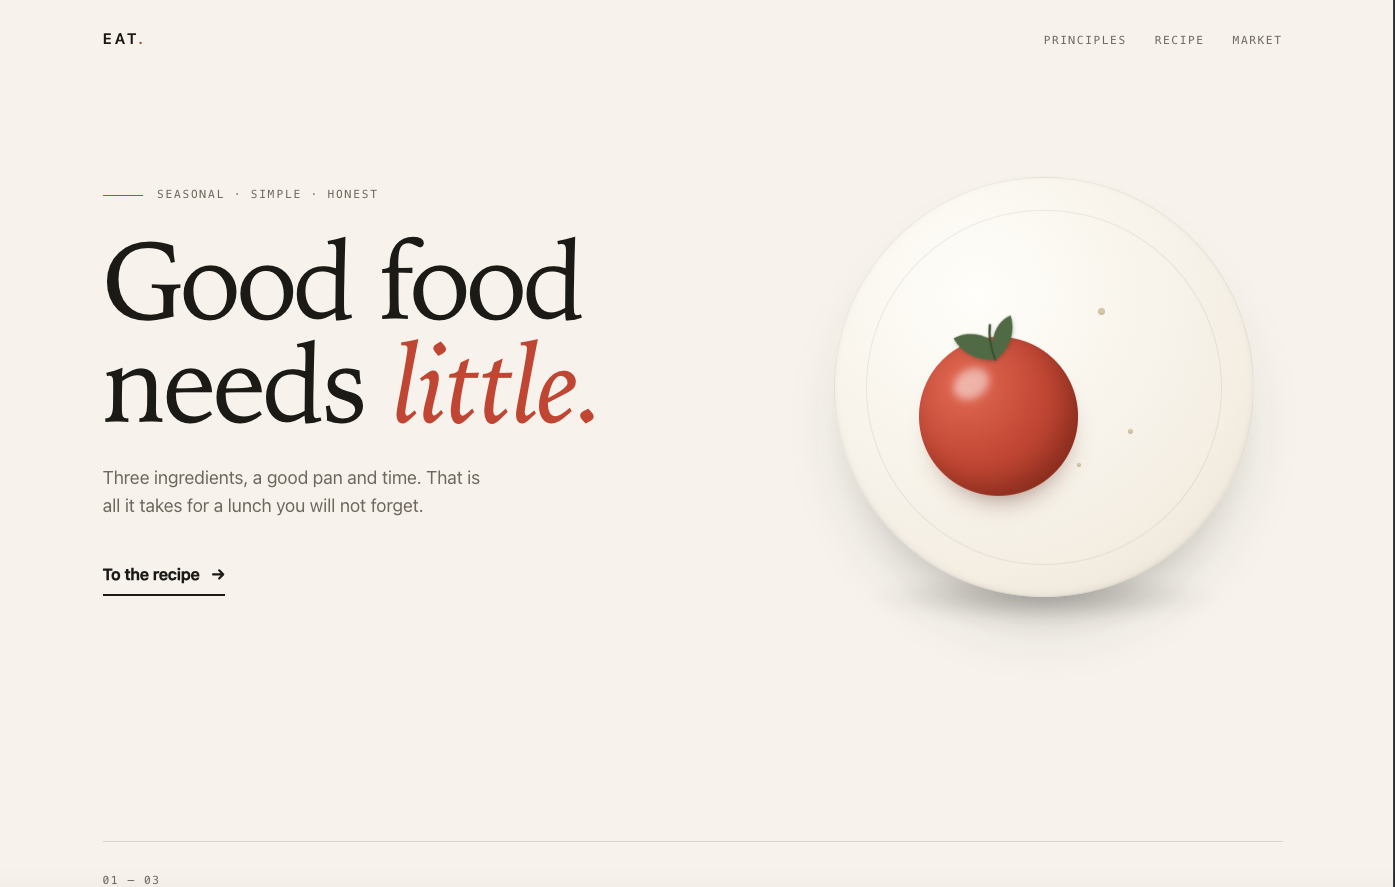 EAT.
PRINCIPLES RECIPE MARKET
SEASONAL · SIMPLE · HONEST
Good food
needs little.
Three ingredients, a good pan and time. That is
all it takes for a lunch you will not forget.
To the recipe →
01 — 03